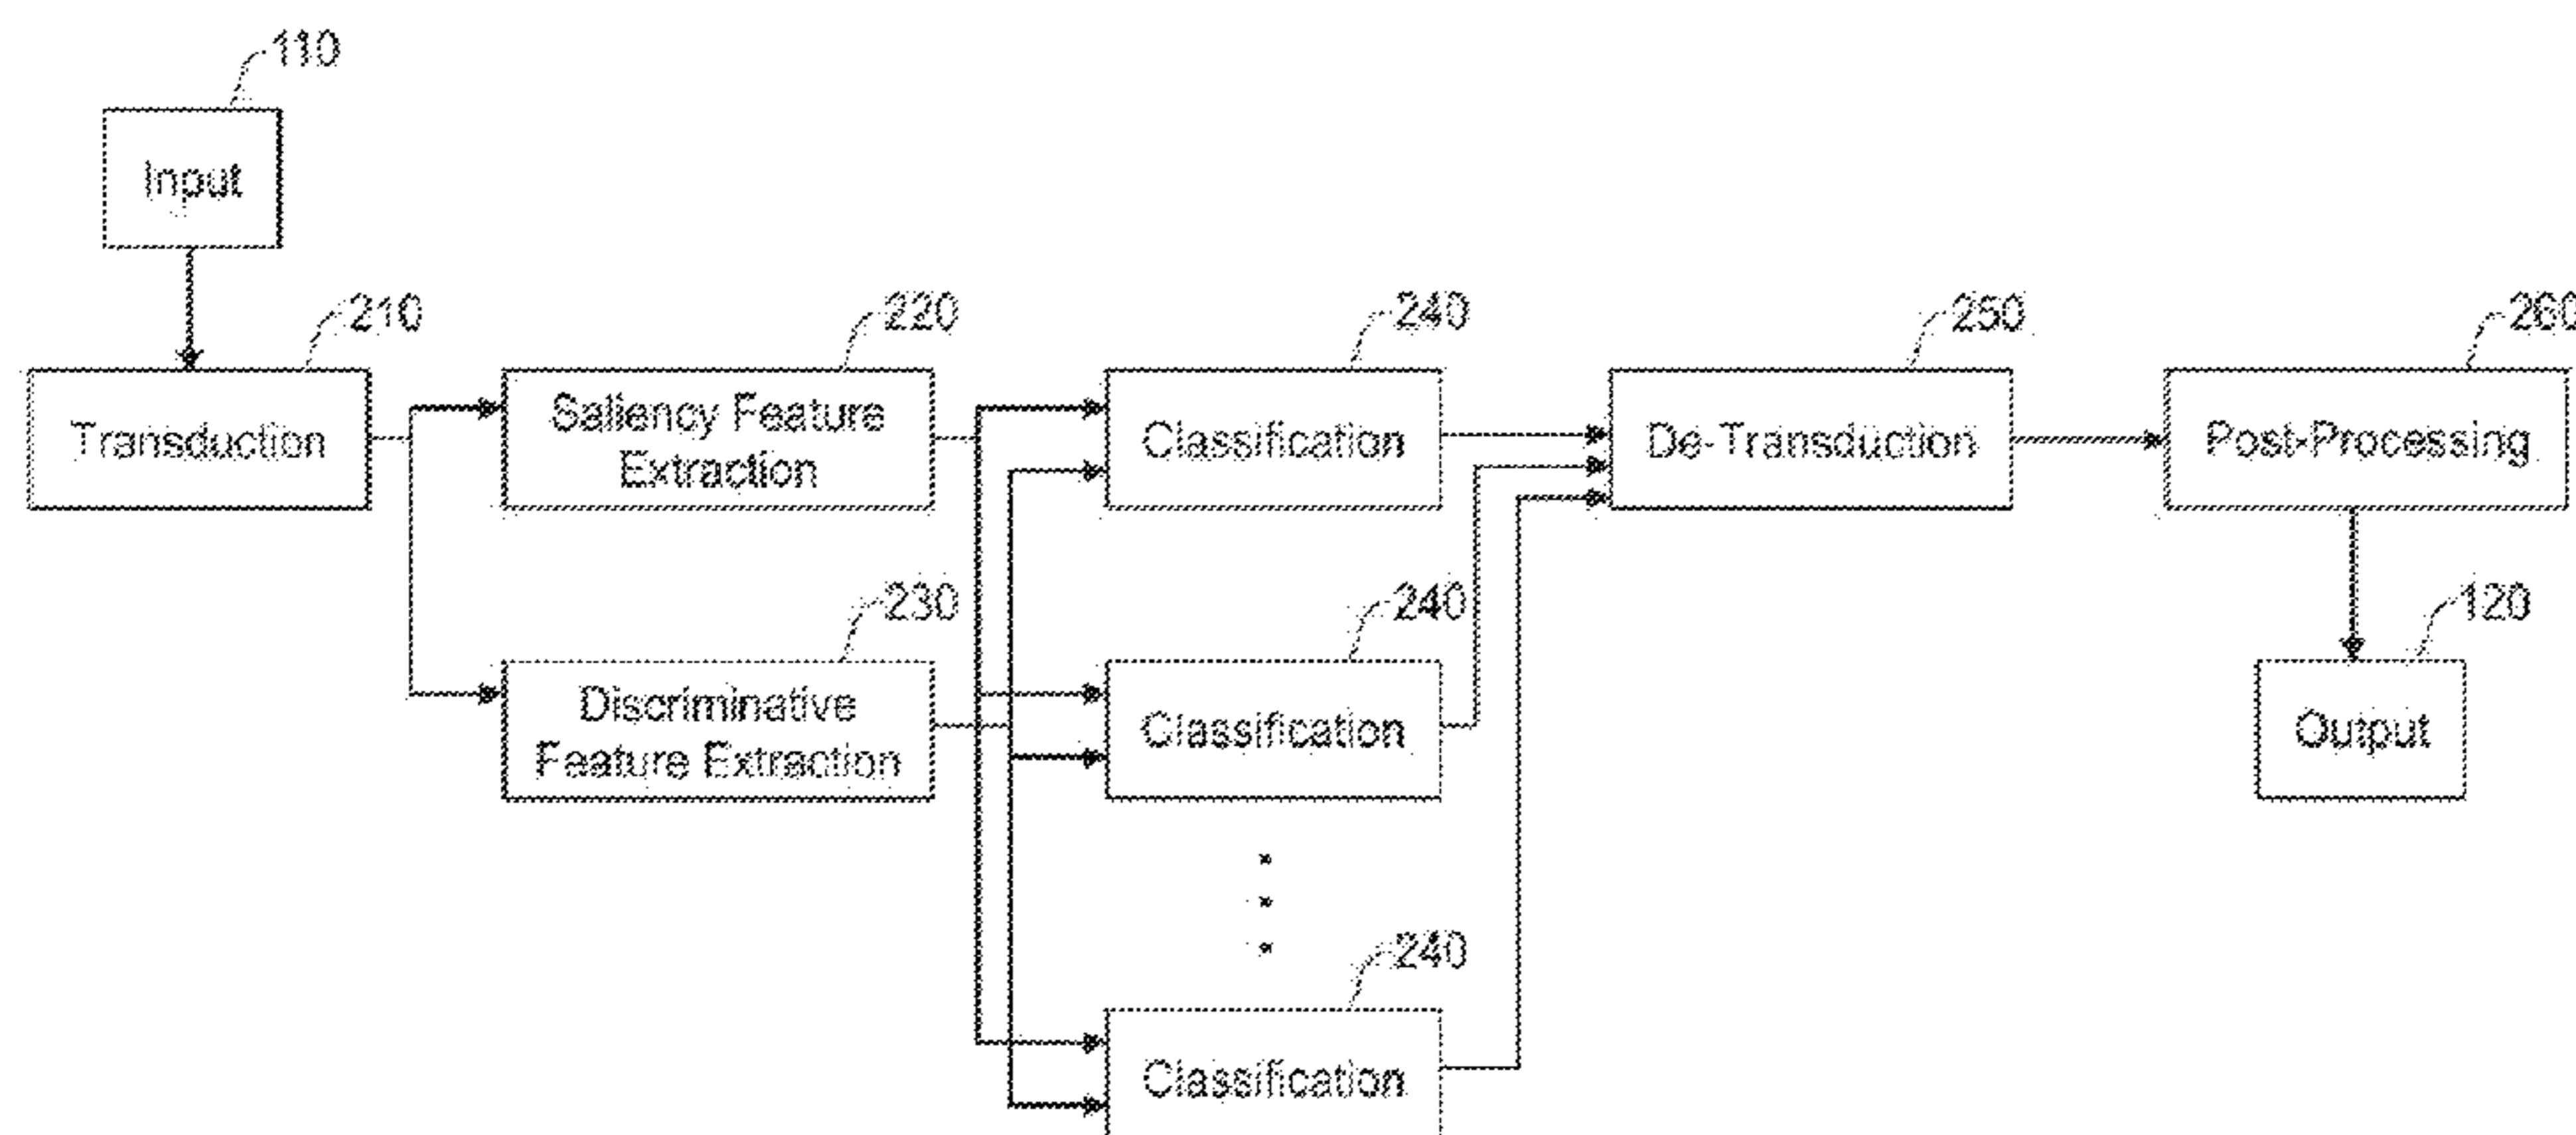 110
Input
210
220
240
250
260
Transduction
Saliency Feature
Extraction
Classification
De-Transduction
Post-Processing
230
240
120
Discriminative
Feature Extraction
Classification
Output
240
Classification